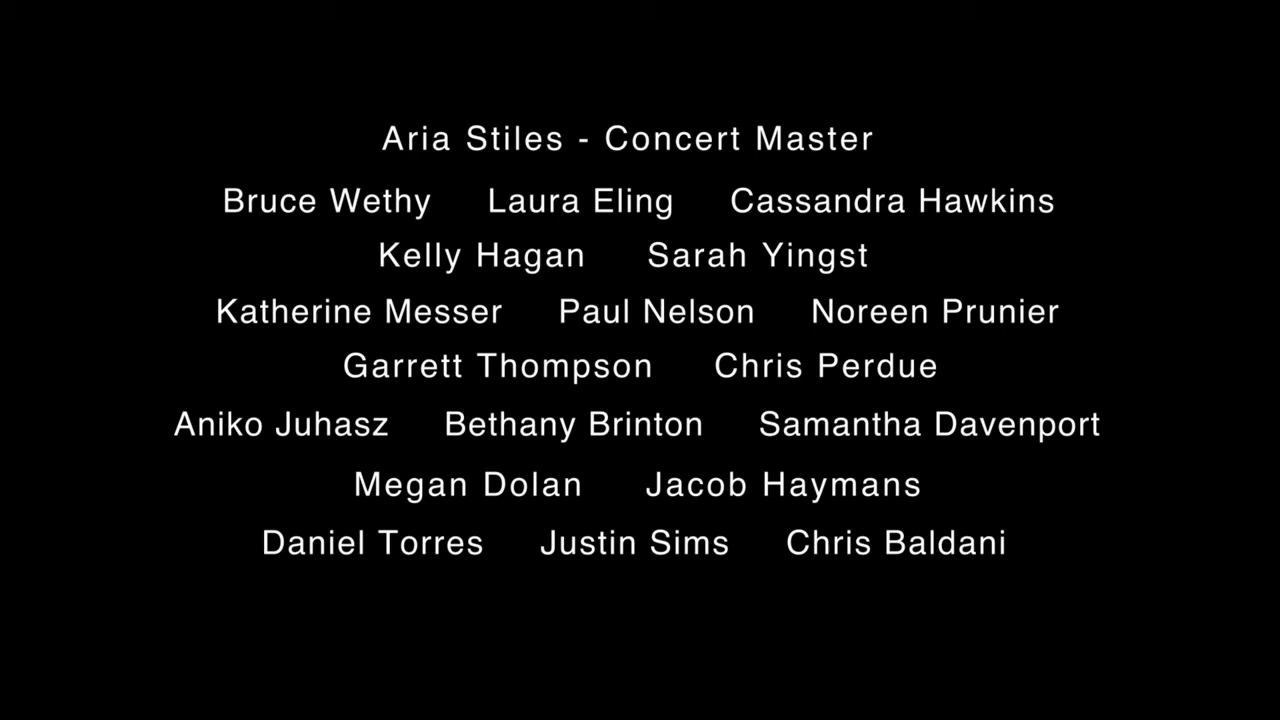 Aria Stiles - Concert Master
Bruce Wethy Laura Eling Cassandra Hawkins
Kelly Hagan Sarah Yingst
Katherine Messer Paul Nelson Noreen Prunier
Garrett Thompson Chris Perdue
Aniko Juhasz Bethany Brinton Samantha Davenport
Megan Dolan Jacob Haymans
Daniel Torres Justin Sims Chris Baldani